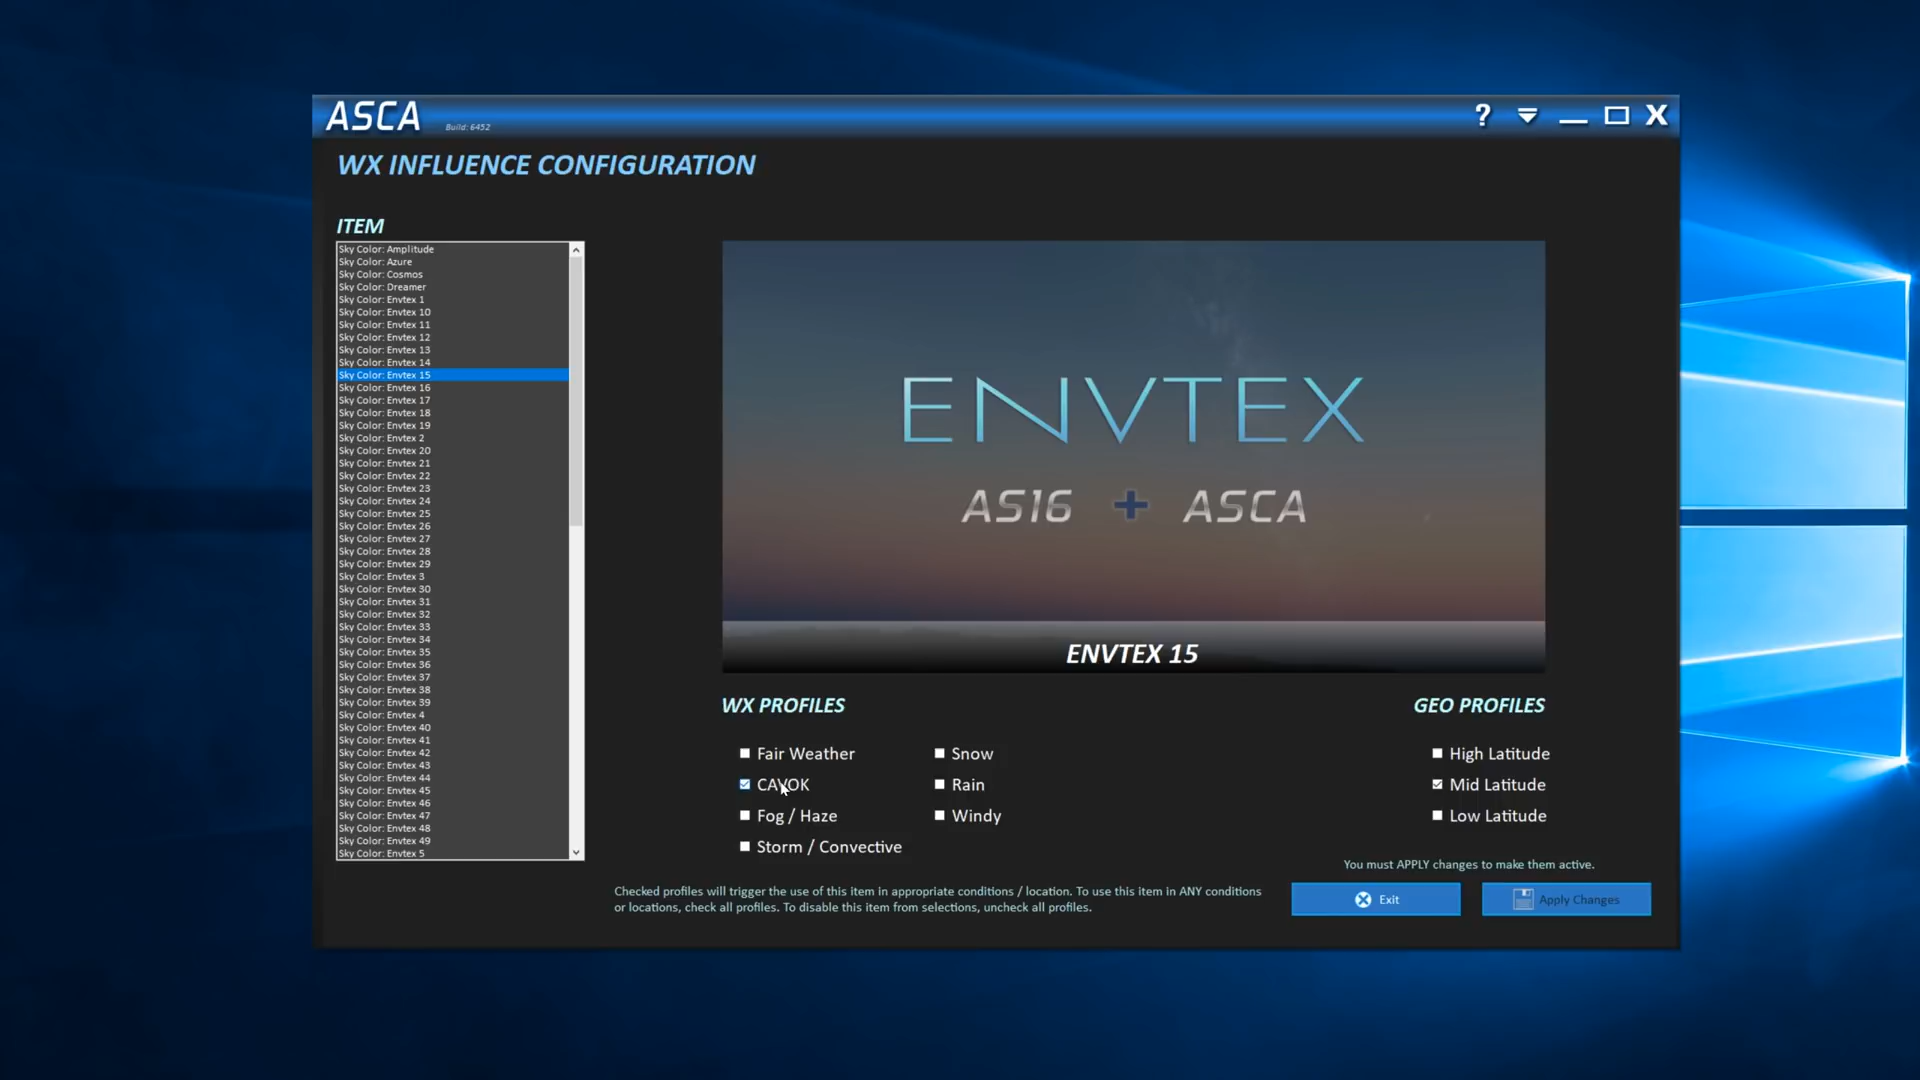 ASCA
Build: 6452
WX INFLUENCE CONFIGURATION
ITEM
Sky Color: Amplitude
Sky Color: Azure
Sky Color: Cosmos
Sky Color: Dreamer
Sky Color: Envtex 1
Sky Color: Envtex 10
Sky Color: Envtex 11
Sky Color: Envtex 12
Sky Color: Envtex 13
Sky Color: Envtex 14
Sky Color: Envtex 15
Sky Color: Envtex 16
Sky Color: Envtex 17
Sky Color: Envtex 18
Sky Color: Envtex 19
Sky Color: Envtex 2
Sky Color: Envtex 20
Sky Color: Envtex 21
Sky Color: Envtex 22
Sky Color: Envtex 23
Sky Color: Envtex 24
Sky Color: Envtex 25
Sky Color: Envtex 26
Sky Color: Envtex 27
Sky Color: Envtex 28
Sky Color: Envtex 29
Sky Color: Envtex 3
Sky Color: Envtex 30
Sky Color: Envtex 31
Sky Color: Envtex 32
Sky Color: Envtex 33
Sky Color: Envtex 34
Sky Color: Envtex 35
Sky Color: Envtex 36
Sky Color: Envtex 37
Sky Color: Envtex 38
Sky Color: Envtex 39
Sky Color: Envtex 4
Sky Color: Envtex 40
Sky Color: Envtex 41
Sky Color: Envtex 42
Sky Color: Envtex 43
Sky Color: Envtex 44
Sky Color: Envtex 45
Sky Color: Envtex 46
Sky Color: Envtex 47
Sky Color: Envtex 48
Sky Color: Envtex 49
Sky Color: Envtex 5
ENVTEX
AS16 + ASCA
ENVTEX 15
WX PROFILES
Fair Weather
CAVOK
Fog / Haze
Storm / Convective
Snow
Rain
Windy
GEO PROFILES
High Latitude
Mid Latitude
Low Latitude
You must APPLY changes to make them active.
Checked profiles will trigger the use of this item in appropriate conditions / location. To use this item in ANY conditions
or locations, check all profiles. To disable this item from selections, uncheck all profiles.
Exit
Apply Changes